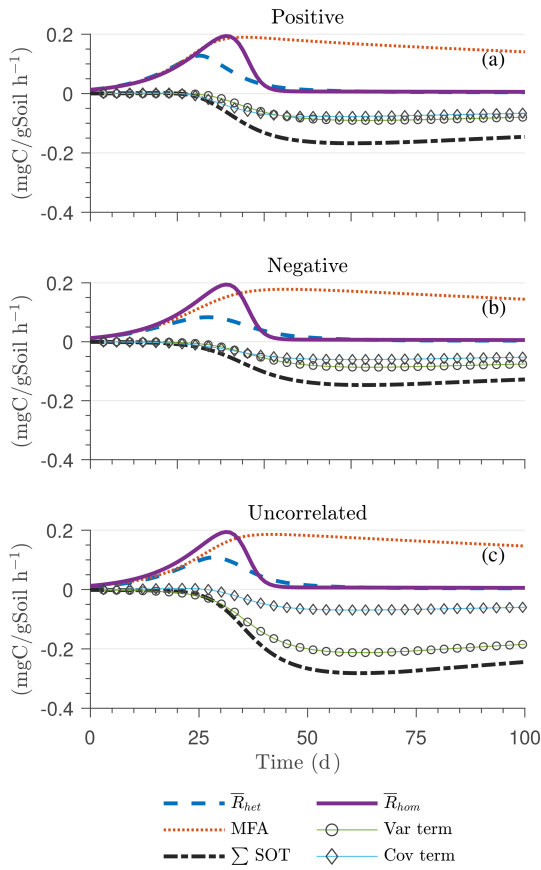 Positive
0.2
0
-0.2
-0.4
(mgC/gSoil h⁻¹)
(a)
Negative
0.2
0
-0.2
-0.4
(mgC/gSoil h⁻¹)
(b)
Uncorrelated
0.2
0
-0.2
-0.4
(mgC/gSoil h⁻¹)
(c)
0 25 50 75 100
Time (d)
R̅het R̅hom
MFA Var term
∑ SOT Cov term